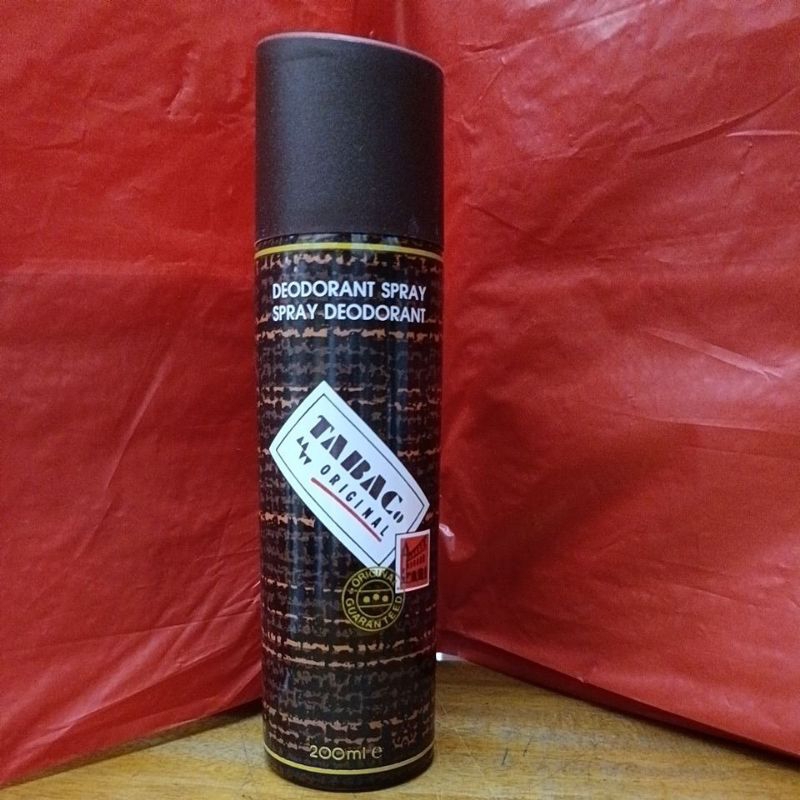 DEODORANT SPRAY
SPRAY DEODORANT
TABAC
ORIGINAL
ORIGINAL
GUARANTEED
200ml e